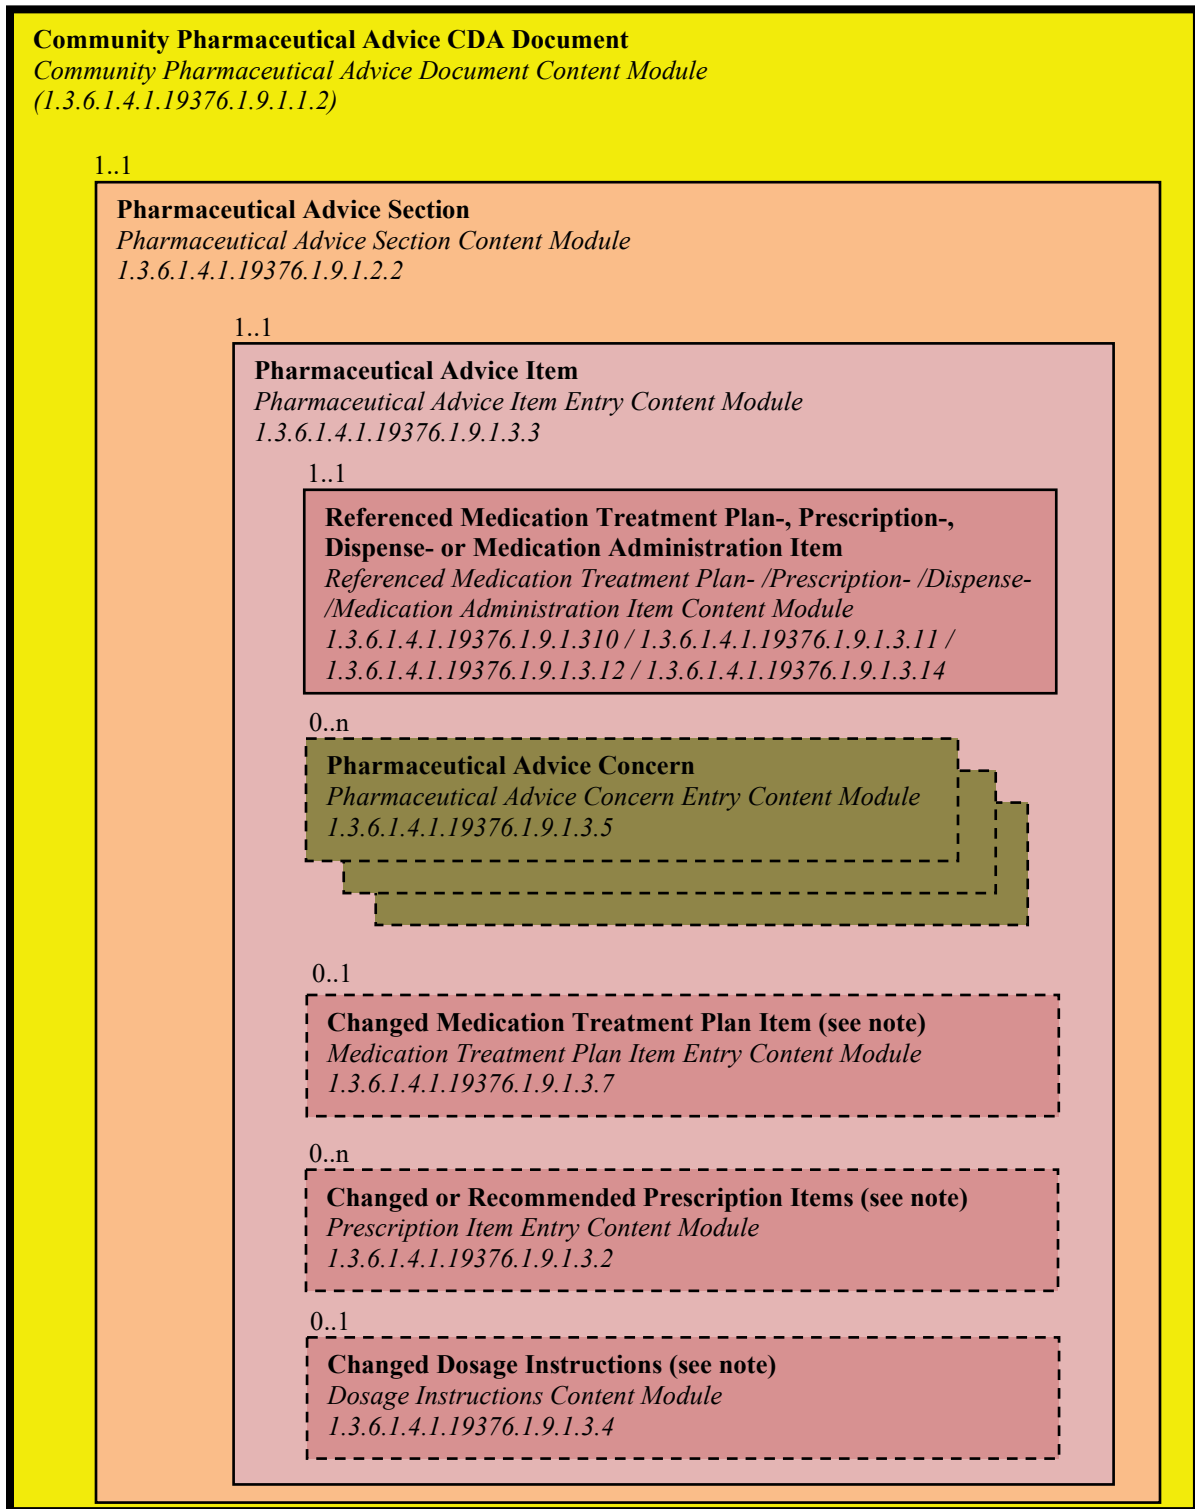 Community Pharmaceutical Advice CDA Document
Community Pharmaceutical Advice Document Content Module
(1.3.6.1.4.1.19376.1.9.1.1.2)
1..1
Pharmaceutical Advice Section
Pharmaceutical Advice Section Content Module
1.3.6.1.4.1.19376.1.9.1.2.2
1..1
Pharmaceutical Advice Item
Pharmaceutical Advice Item Entry Content Module
1.3.6.1.4.1.19376.1.9.1.3.3
1..1
Referenced Medication Treatment Plan-, Prescription-,
Dispense- or Medication Administration Item
Referenced Medication Treatment Plan- /Prescription- /Dispense-
/Medication Administration Item Content Module
1.3.6.1.4.1.19376.1.9.1.310 / 1.3.6.1.4.1.19376.1.9.1.3.11 /
1.3.6.1.4.1.19376.1.9.1.3.12 / 1.3.6.1.4.1.19376.1.9.1.3.14
0..n
Pharmaceutical Advice Concern
Pharmaceutical Advice Concern Entry Content Module
1.3.6.1.4.1.19376.1.9.1.3.5
0..1
Changed Medication Treatment Plan Item (see note)
Medication Treatment Plan Item Entry Content Module
1.3.6.1.4.1.19376.1.9.1.3.7
0..n
Changed or Recommended Prescription Items (see note)
Prescription Item Entry Content Module
1.3.6.1.4.1.19376.1.9.1.3.2
0..1
Changed Dosage Instructions (see note)
Dosage Instructions Content Module
1.3.6.1.4.1.19376.1.9.1.3.4